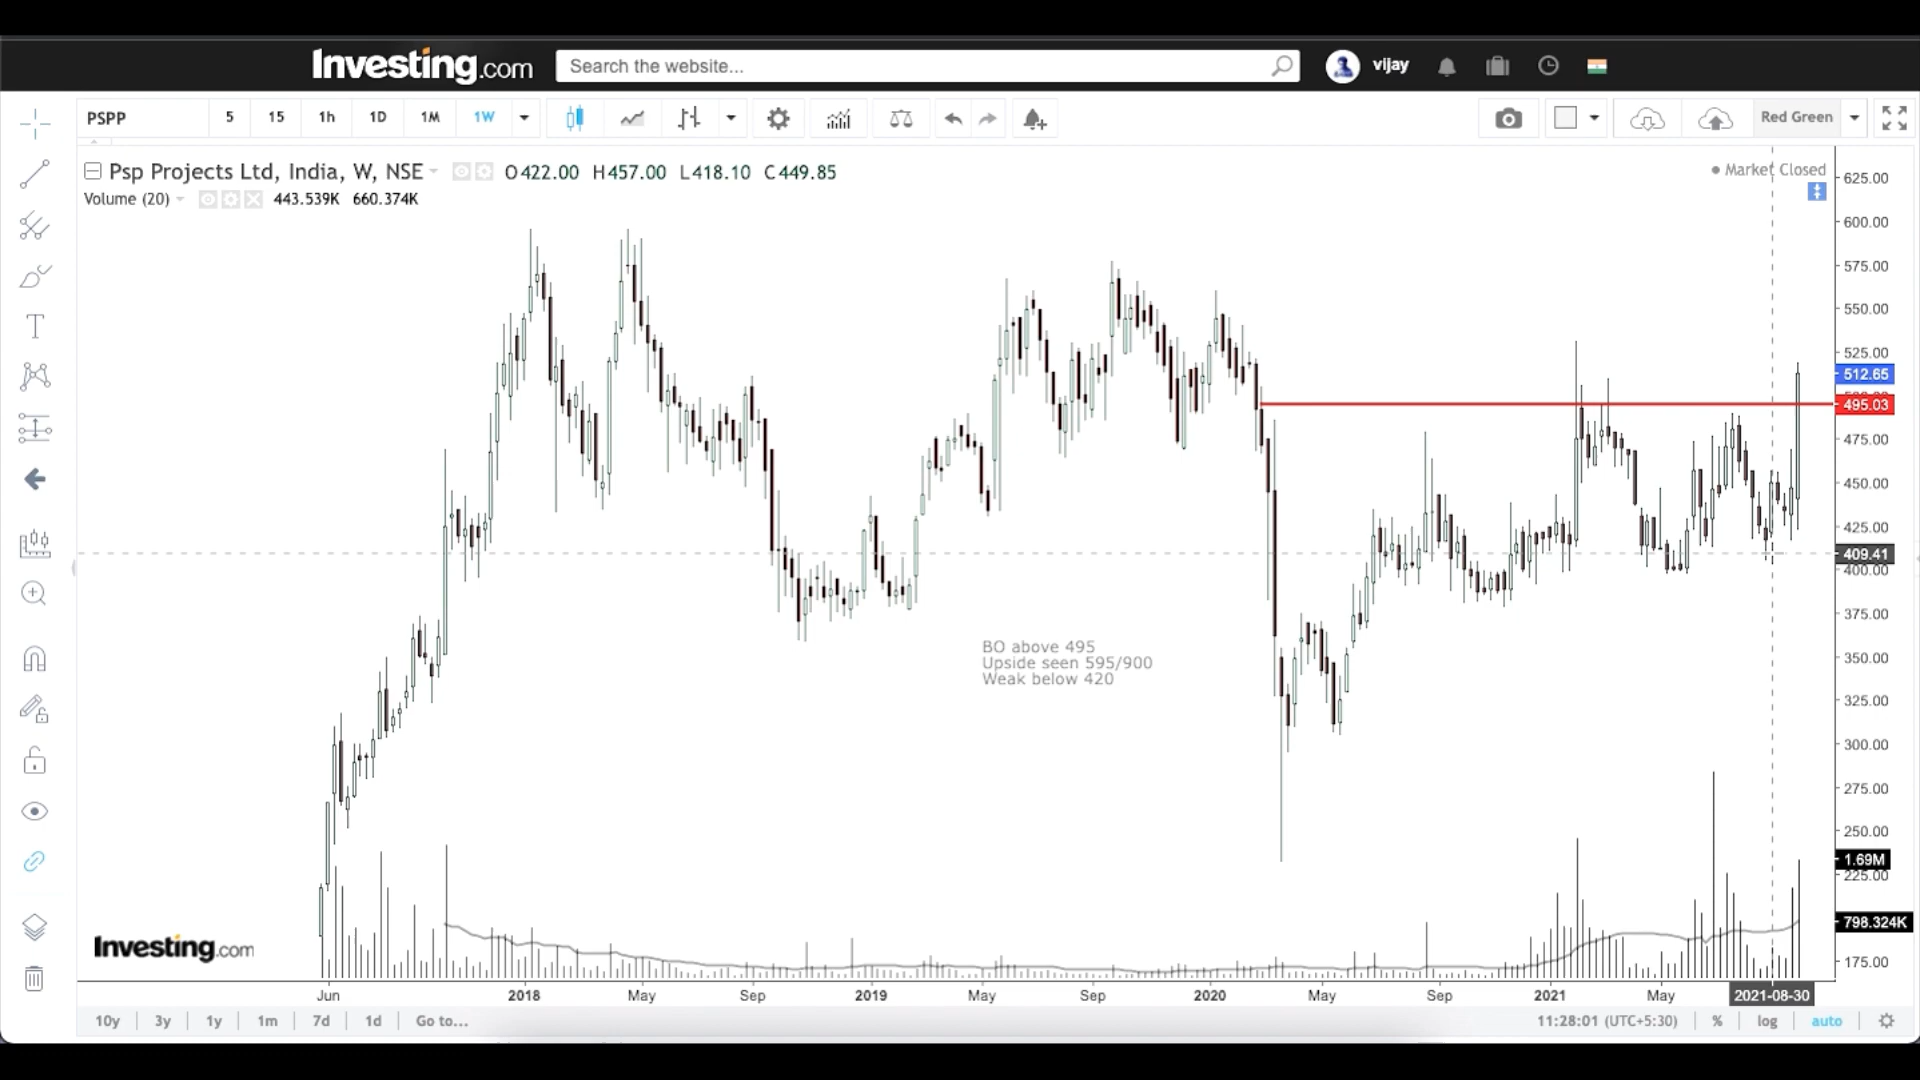 Investing.com
Search the website...
vijay
PSPP
5
15
1h
1D
1M
1W
Red Green
Psp Projects Ltd, India, W, NSE
O422.00 H457.00 L418.10 C449.85
Market Closed
Volume (20)
443.539K 660.374K
625.00
600.00
575.00
550.00
525.00
512.65
495.03
475.00
450.00
425.00
409.41
400.00
375.00
350.00
325.00
300.00
275.00
250.00
1.69M
225.00
798.324K
175.00
BO above 495
Upside seen 595/900
Weak below 420
Investing.com
Jun
2018
May
Sep
2019
May
Sep
2020
May
Sep
2021
May
2021-08-30
10y
3y
1y
1m
7d
1d
Go to...
11:28:01 (UTC+5:30)
%
log
auto